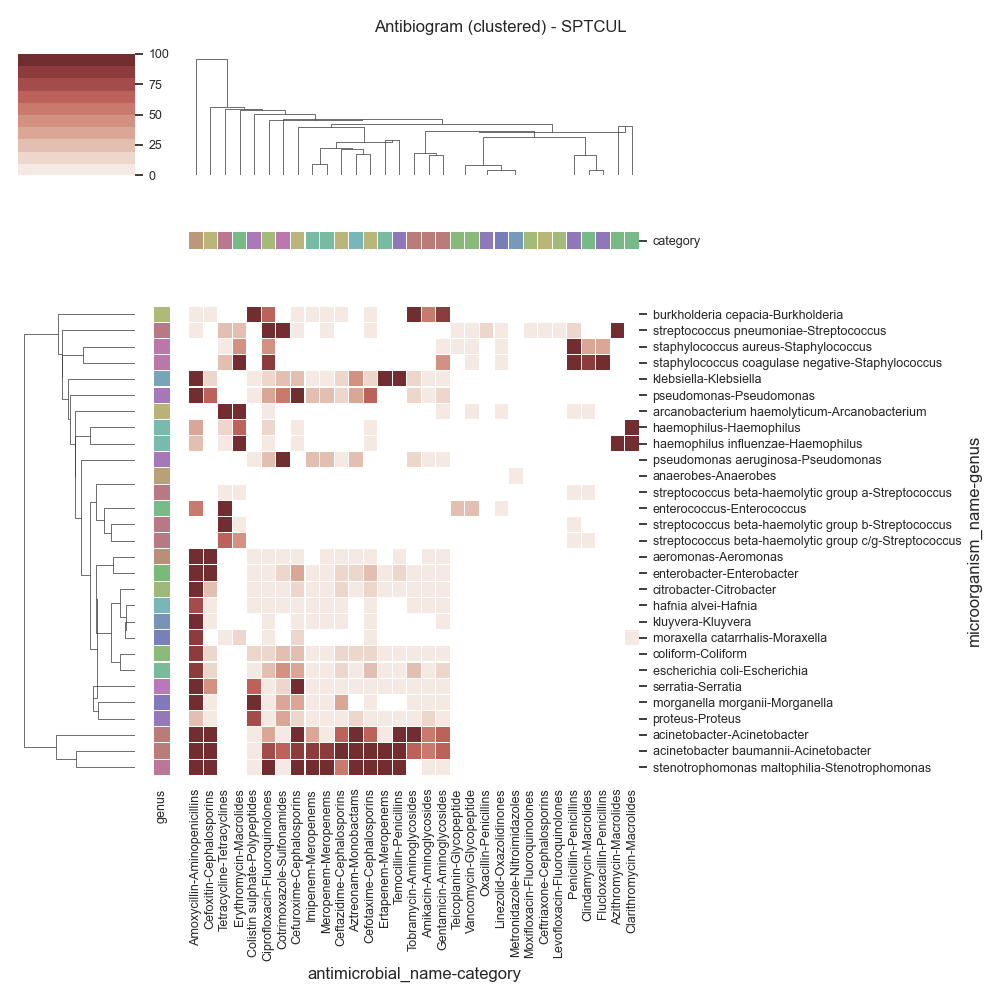 Antibiogram (clustered) - SPTCUL
100
75
50
25
0
category
burkholderia cepacia-Burkholderia
streptococcus pneumoniae-Streptococcus
staphylococcus aureus-Staphylococcus
staphylococcus coagulase negative-Staphylococcus
klebsiella-Klebsiella
pseudomonas-Pseudomonas
arcanobacterium haemolyticum-Arcanobacterium
haemophilus-Haemophilus
haemophilus influenzae-Haemophilus
pseudomonas aeruginosa-Pseudomonas
anaerobes-Anaerobes
streptococcus beta-haemolytic group a-Streptococcus
enterococcus-Enterococcus
streptococcus beta-haemolytic group b-Streptococcus
streptococcus beta-haemolytic group c/g-Streptococcus
aeromonas-Aeromonas
enterobacter-Enterobacter
citrobacter-Citrobacter
hafnia alvei-Hafnia
kluyvera-Kluyvera
moraxella catarrhalis-Moraxella
coliform-Coliform
escherichia coli-Escherichia
serratia-Serratia
morganella morganii-Morganella
proteus-Proteus
acinetobacter-Acinetobacter
acinetobacter baumannii-Acinetobacter
stenotrophomonas maltophilia-Stenotrophomonas
microorganism_name-genus
genus
Amoxycillin-Aminopenicillins
Cefoxitin-Cephalosporins
Tetracycline-Tetracyclines
Erythromycin-Macrolides
Colistin sulphate-Polypeptides
Ciprofloxacin-Fluoroquinolones
Cotrimoxazole-Sulfonamides
Cefuroxime-Cephalosporins
Imipenem-Meropenems
Meropenem-Meropenems
Ceftazidime-Cephalosporins
Aztreonam-Monobactams
Cefotaxime-Cephalosporins
Ertapenem-Meropenems
Temocillin-Penicillins
Tobramycin-Aminoglycosides
Amikacin-Aminoglycosides
Gentamicin-Aminoglycosides
Teicoplanin-Glycopeptide
Vancomycin-Glycopeptide
Oxacillin-Penicillins
Linezolid-Oxazolidinones
Metronidazole-Nitroimidazoles
Moxifloxacin-Fluoroquinolones
Ceftriaxone-Cephalosporins
Levofloxacin-Fluoroquinolones
Penicillin-Penicillins
Clindamycin-Macrolides
Flucloxacillin-Penicillins
Azithromycin-Macrolides
Clarithromycin-Macrolides
antimicrobial_name-category